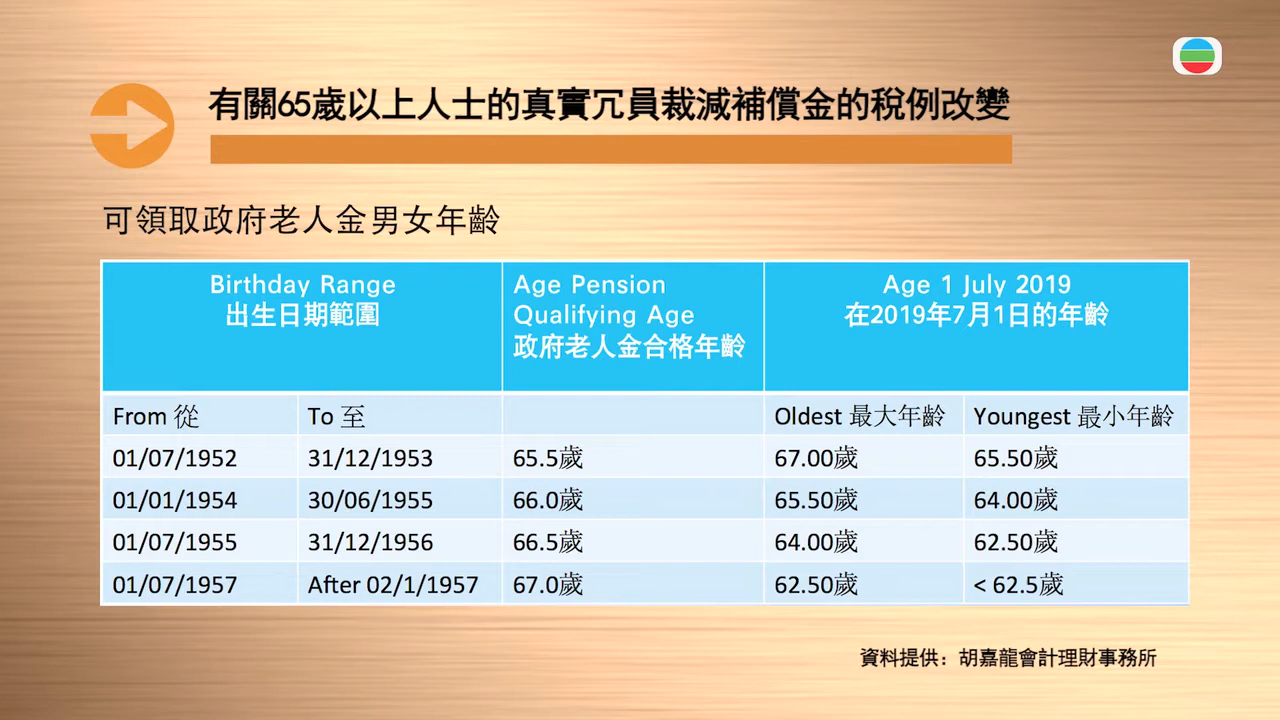 有關65歲以上人士的真實冗員裁減補償金的稅例改變
可領取政府老人金男女年齡
Birthday Range
出生日期範圍
Age Pension
Qualifying Age
政府老人金合格年齡
Age 1 July 2019
在2019年7月1日的年齡
From 從 To 至 Oldest 最大年齡 Youngest 最小年齡
01/07/1952 31/12/1953 65.5歲 67.00歲 65.50歲
01/01/1954 30/06/1955 66.0歲 65.50歲 64.00歲
01/07/1955 31/12/1956 66.5歲 64.00歲 62.50歲
01/07/1957 After 02/1/1957 67.0歲 62.50歲 < 62.5歲
資料提供：胡嘉龍會計理財事務所